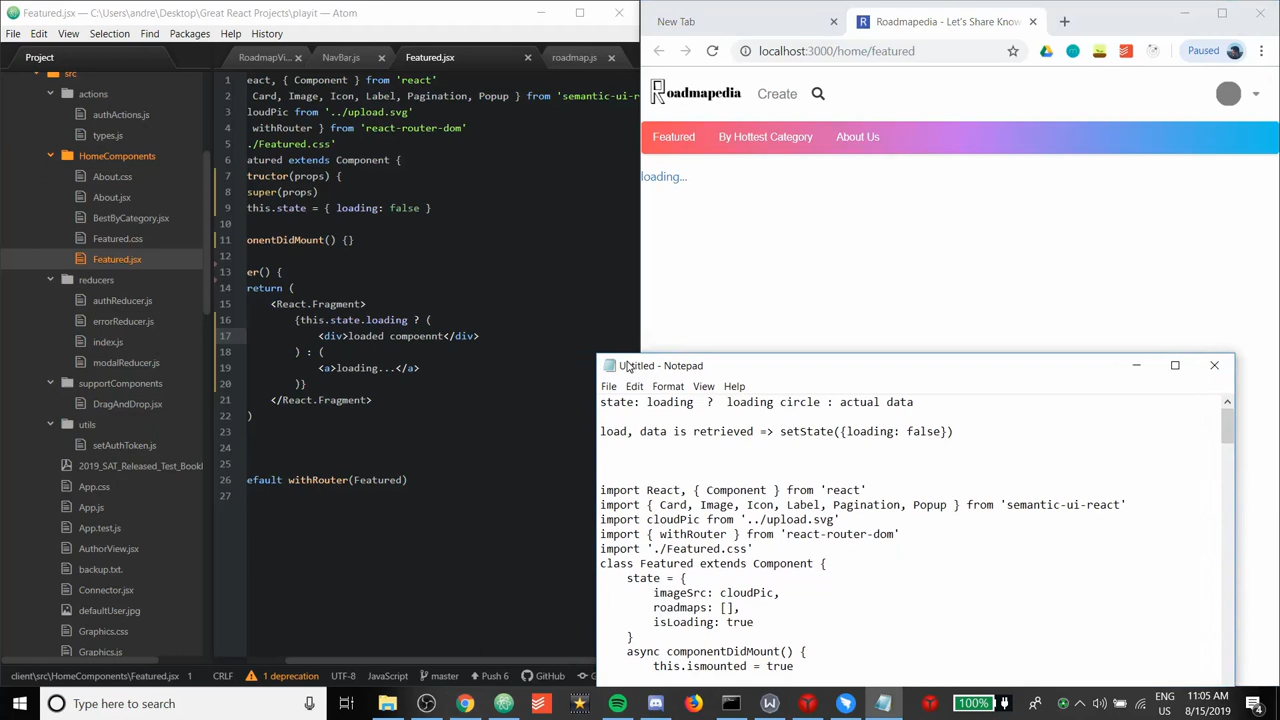 Featured.jsx — C:\Users\andre\Desktop\Great React Projects\playit — Atom
File Edit View Selection Find Packages Help History
Project
src
actions
authActions.js
types.js
HomeComponents
About.css
About.jsx
BestByCategory.jsx
Featured.css
Featured.jsx
reducers
authReducer.js
errorReducer.js
index.js
modalReducer.js
supportComponents
DragAndDrop.jsx
utils
setAuthToken.js
2019_SAT_Released_Test_Bookl
App.css
App.js
App.test.js
AuthorView.jsx
backup.txt.
Connector.jsx
defaultUser.jpg
Graphics.css
Graphics.js
RoadmapVi... NavBar.js Featured.jsx roadmap.js
1 eact, { Component } from 'react'
2 Card, Image, Icon, Label, Pagination, Popup } from 'semantic-ui-rea
3 loudPic from '../upload.svg'
4 withRouter } from 'react-router-dom'
5 ./Featured.css'
6 atured extends Component {
7 tructor(props) {
8 super(props)
9 this.state = { loading: false }
10
11 onentDidMount() {}
12
13 er() {
14 return (
15 <React.Fragment>
16 {this.state.loading ? (
17 <div>loaded compoennt</div>
18 ) : (
19 <a>loading...</a>
20 )}
21 </React.Fragment>
22 )
23
24
25
26 efault withRouter(Featured)
27
client\src\HomeComponents\Featured.jsx 1 CRLF 1 deprecation UTF-8 JavaScript master Push 6 GitHub
New Tab Roadmapedia - Let's Share Know
localhost:3000/home/featured Paused
Roadmapedia Create
Featured By Hottest Category About Us
loading...
Untitled - Notepad
File Edit Format View Help
state: loading ? loading circle : actual data
load, data is retrieved => setState({loading: false})
import React, { Component } from 'react'
import { Card, Image, Icon, Label, Pagination, Popup } from 'semantic-ui-react'
import cloudPic from '../upload.svg'
import { withRouter } from 'react-router-dom'
import './Featured.css'
class Featured extends Component {
state = {
imageSrc: cloudPic,
roadmaps: [],
isLoading: true
}
async componentDidMount() {
this.ismounted = true
Type here to search
100%
ENG
US
11:05 AM
8/15/2019
4